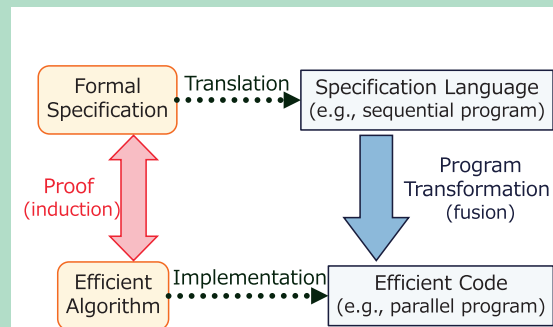 Formal
Specification
Translation
Specification Language
(e.g., sequential program)
Proof
(induction)
Program
Transformation
(fusion)
Efficient
Algorithm
Implementation
Efficient Code
(e.g., parallel program)